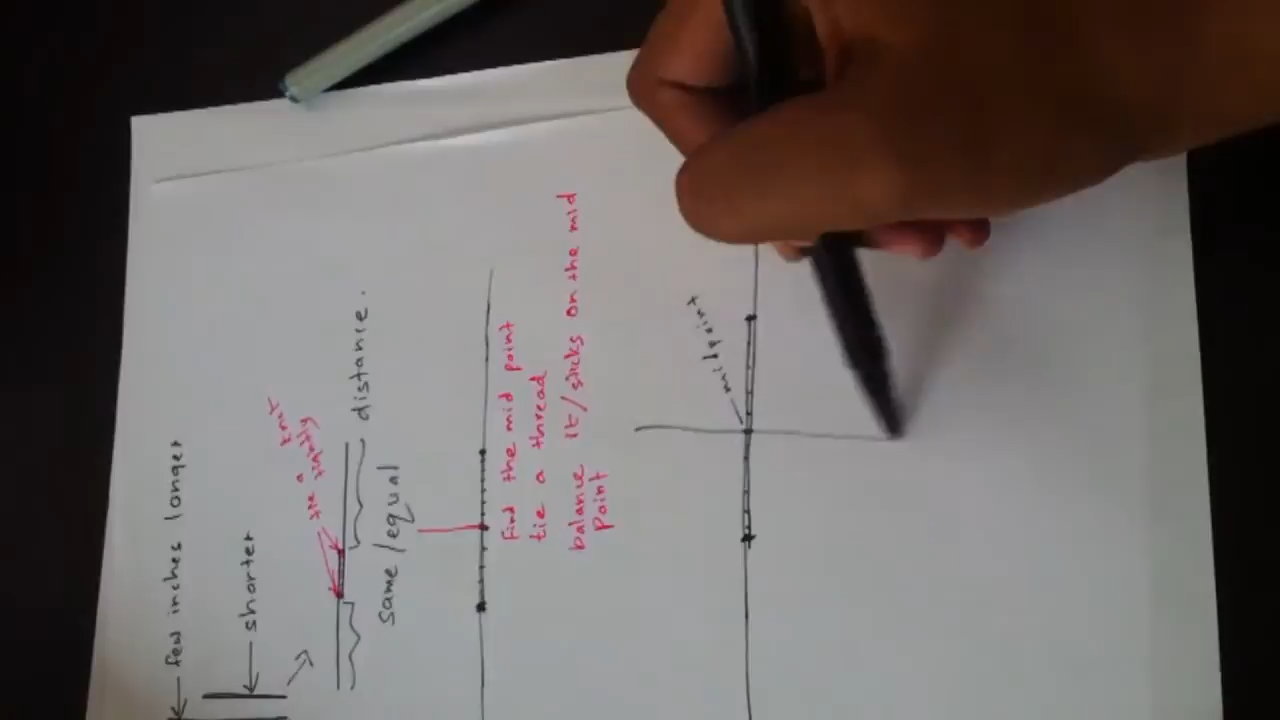 few inches longer
shorter
tie a knot
tightly
distance.
same/equal
Find the mid point
tie a thread
balance it/sticks on the mid
Point
midpoint